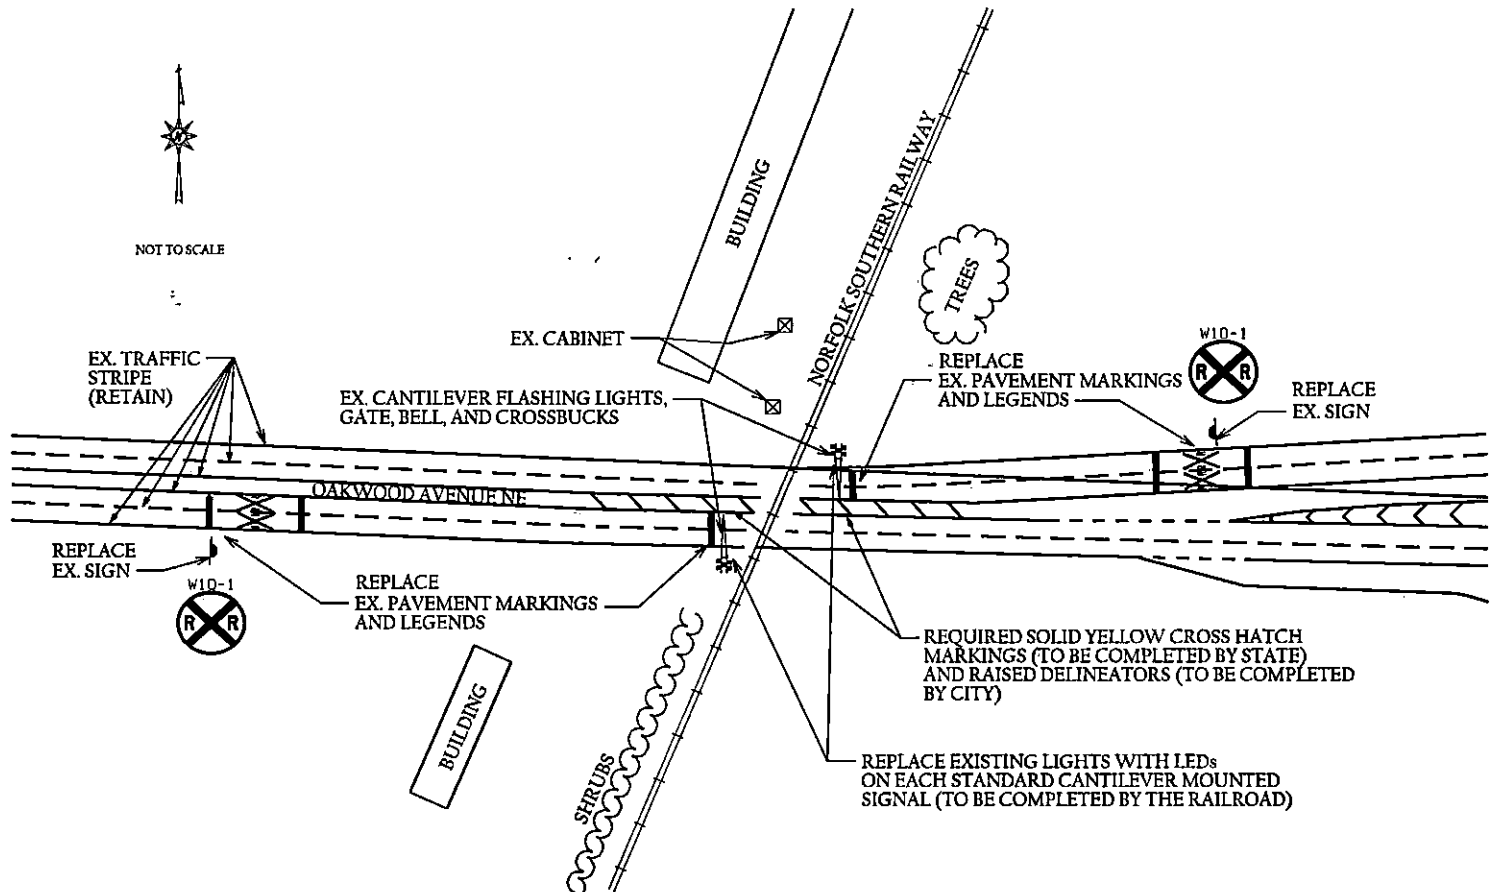 N
NOT TO SCALE
BUILDING
NORFOLK SOUTHERN RAILWAY
TREES
EX. CABINET
EX. TRAFFIC
STRIPE
(RETAIN)
EX. CANTILEVER FLASHING LIGHTS,
GATE, BELL, AND CROSSBUCKS
REPLACE
EX. PAVEMENT MARKINGS
AND LEGENDS
W10-1
R R
REPLACE
EX. SIGN
OAKWOOD AVENUE NE
REPLACE
EX. SIGN
W10-1
R R
REPLACE
EX. PAVEMENT MARKINGS
AND LEGENDS
BUILDING
SHRUBS
REQUIRED SOLID YELLOW CROSS HATCH
MARKINGS (TO BE COMPLETED BY STATE)
AND RAISED DELINEATORS (TO BE COMPLETED
BY CITY)
REPLACE EXISTING LIGHTS WITH LEDs
ON EACH STANDARD CANTILEVER MOUNTED
SIGNAL (TO BE COMPLETED BY THE RAILROAD)